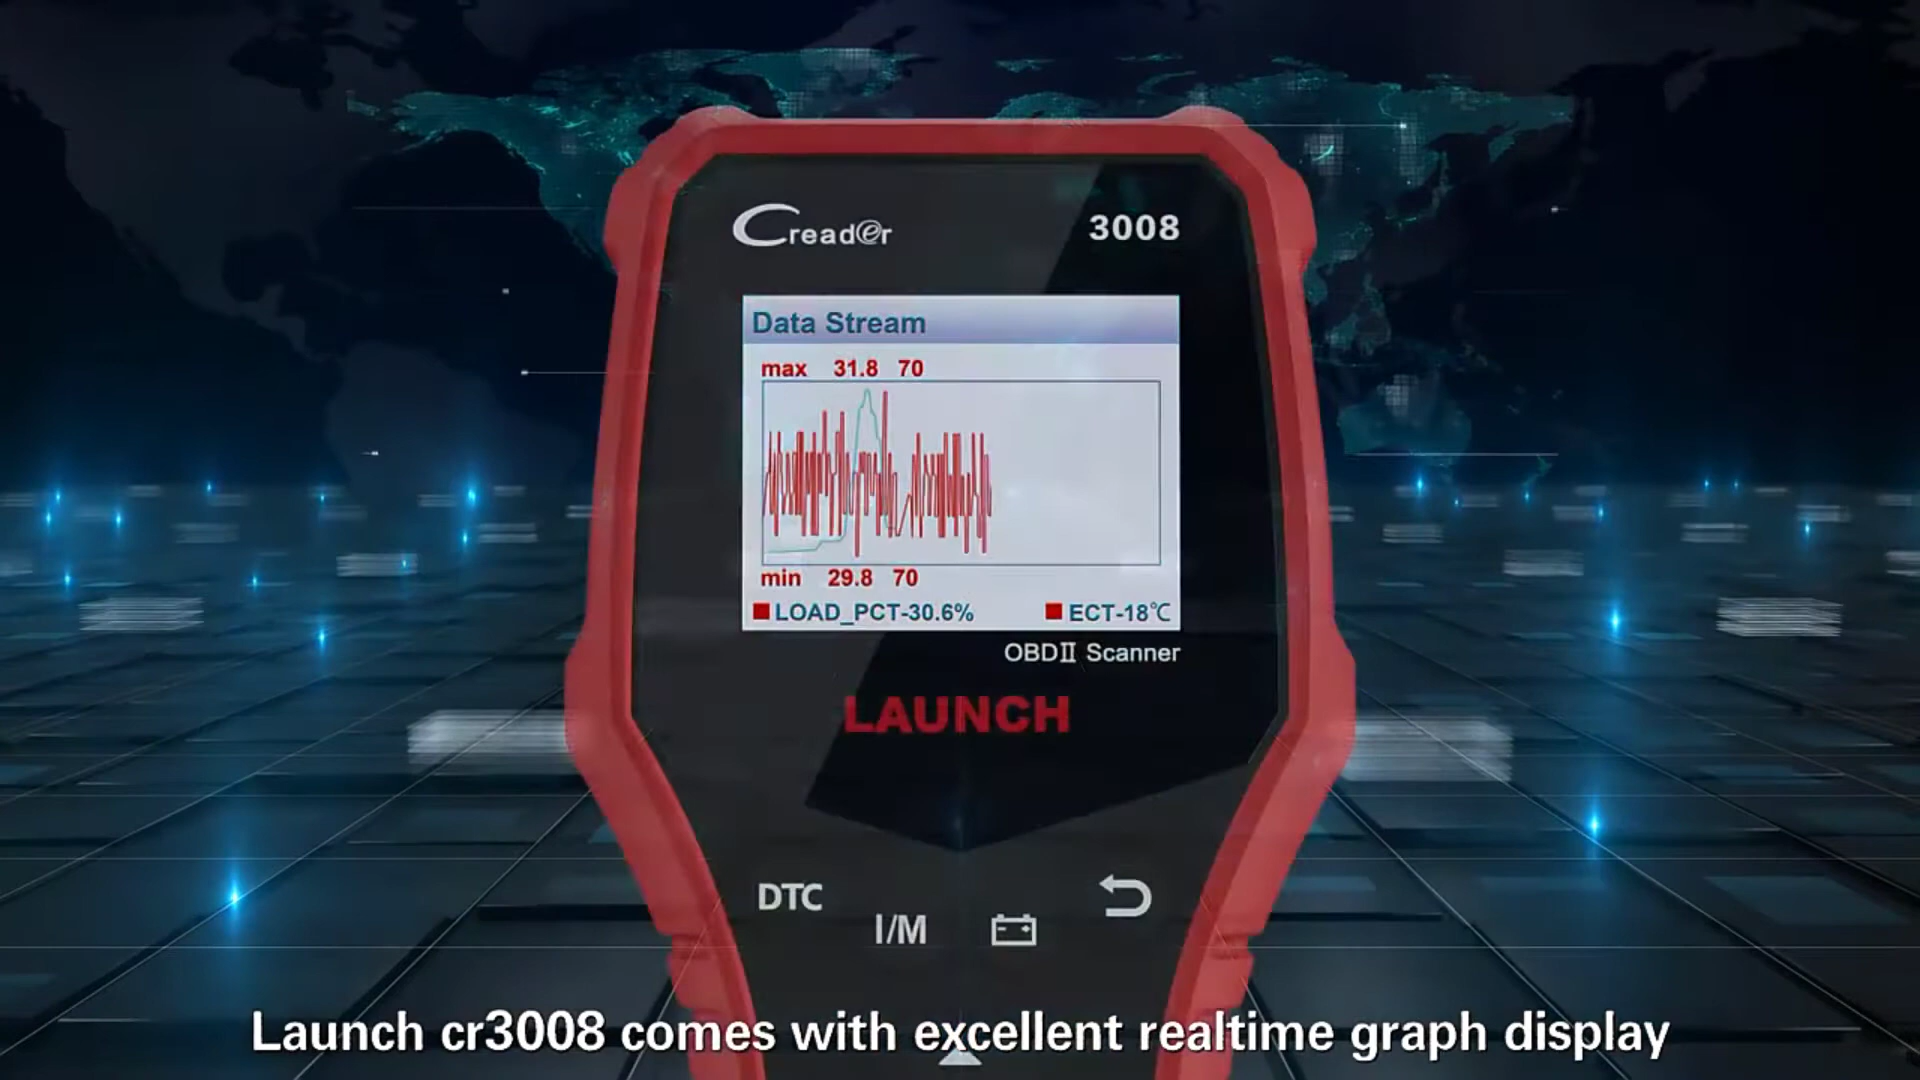 Creader 3008
Data Stream
max 31.8 70
min 29.8 70
LOAD_PCT-30.6% ECT-18℃
OBDⅡ Scanner
LAUNCH
DTC
I/M
Launch cr3008 comes with excellent realtime graph display